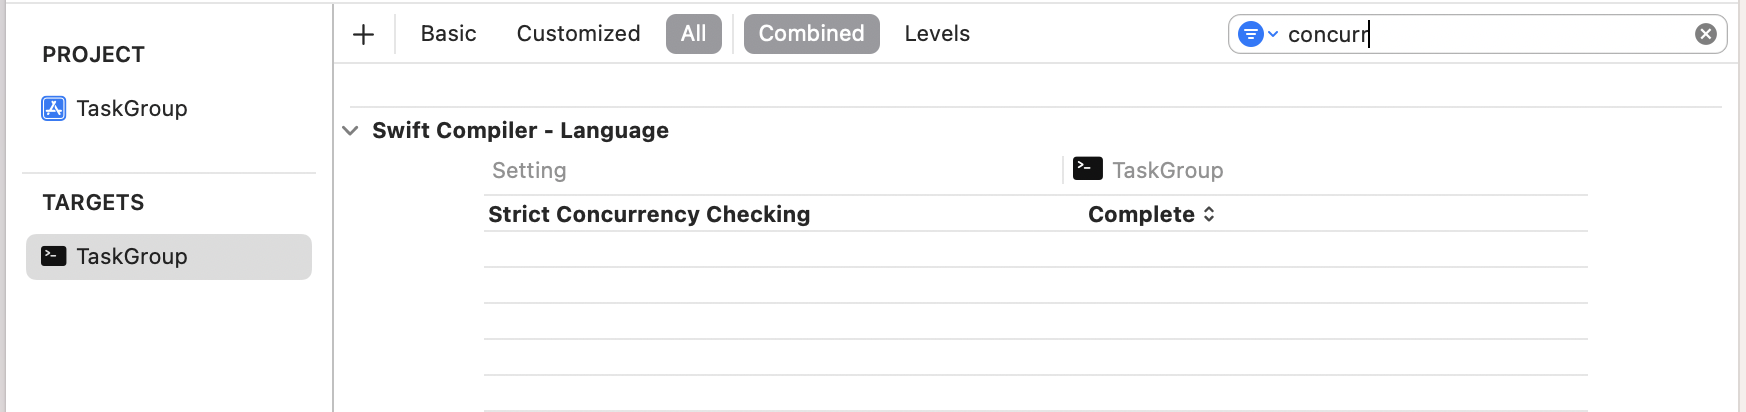 PROJECT
TaskGroup
TARGETS
TaskGroup
+ Basic Customized All Combined Levels concurr
Swift Compiler - Language
Setting TaskGroup
Strict Concurrency Checking Complete